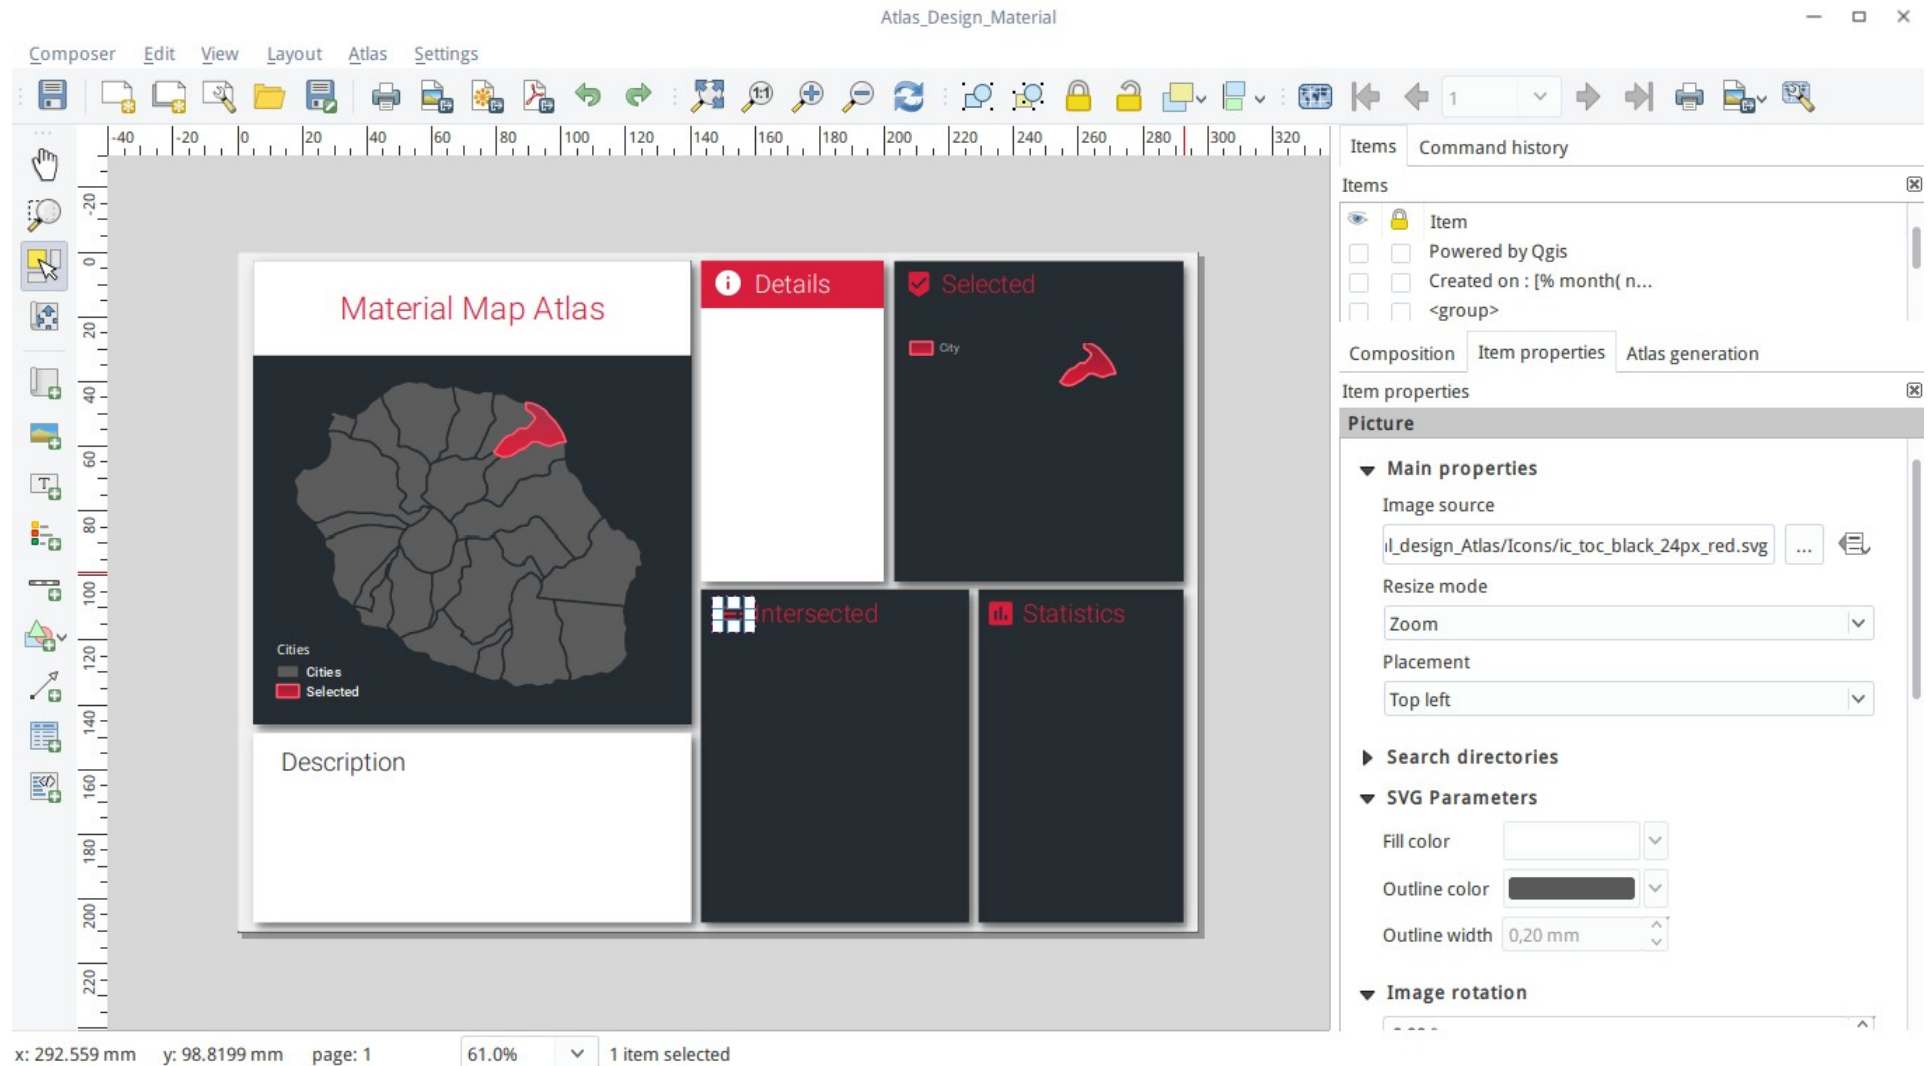 Atlas_Design_Material
Composer Edit View Layout Atlas Settings
1:1
1
-40 -20 0 20 40 60 80 100 120 140 160 180 200 220 240 260 280 300 320
-20
0
20
40
60
80
100
120
140
160
180
200
220
Material Map Atlas
Cities
Cities
Selected
Description
Details
Selected
City
Intersected
Statistics
Items Command history
Items
Item
Powered by Qgis
Created on : [% month( n...
<group>
Composition Item properties Atlas generation
Item properties
Picture
Main properties
Image source
l_design_Atlas/Icons/ic_toc_black_24px_red.svg ...
Resize mode
Zoom
Placement
Top left
Search directories
SVG Parameters
Fill color
Outline color
Outline width 0,20 mm
Image rotation
x: 292.559 mm y: 98.8199 mm page: 1 61.0% 1 item selected